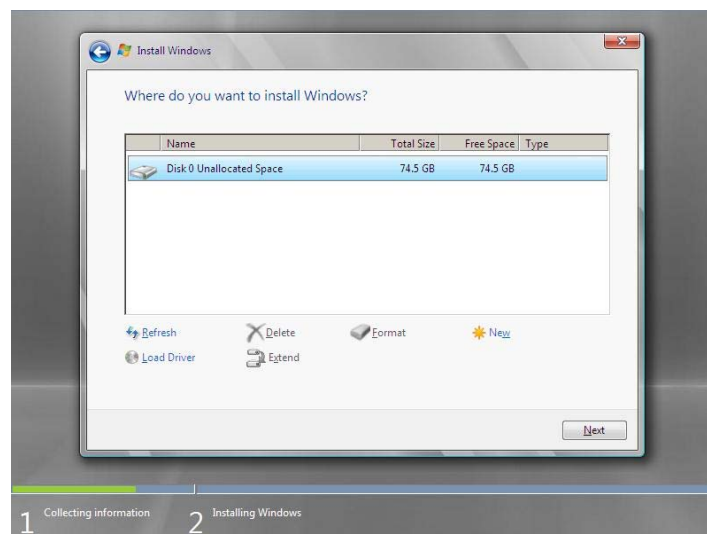 Install Windows
Where do you want to install Windows?
Name Total Size Free Space Type
Disk 0 Unallocated Space 74.5 GB 74.5 GB
Refresh Delete Format New
Load Driver Extend
Next
1 Collecting information 2 Installing Windows